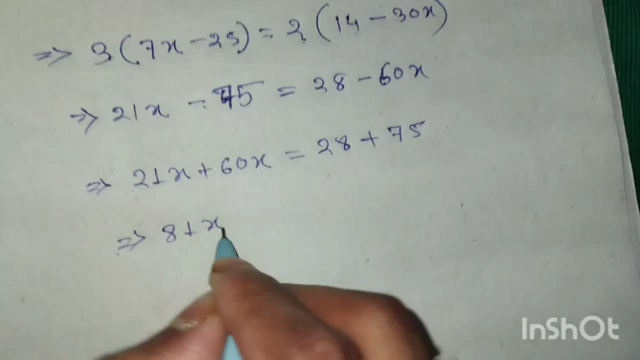 ⇒ 3(7x - 25) = 2(14 - 30x)
⇒ 21x - 75 = 28 - 60x
⇒ 21x + 60x = 28 + 75
⇒ 81x
InShOt